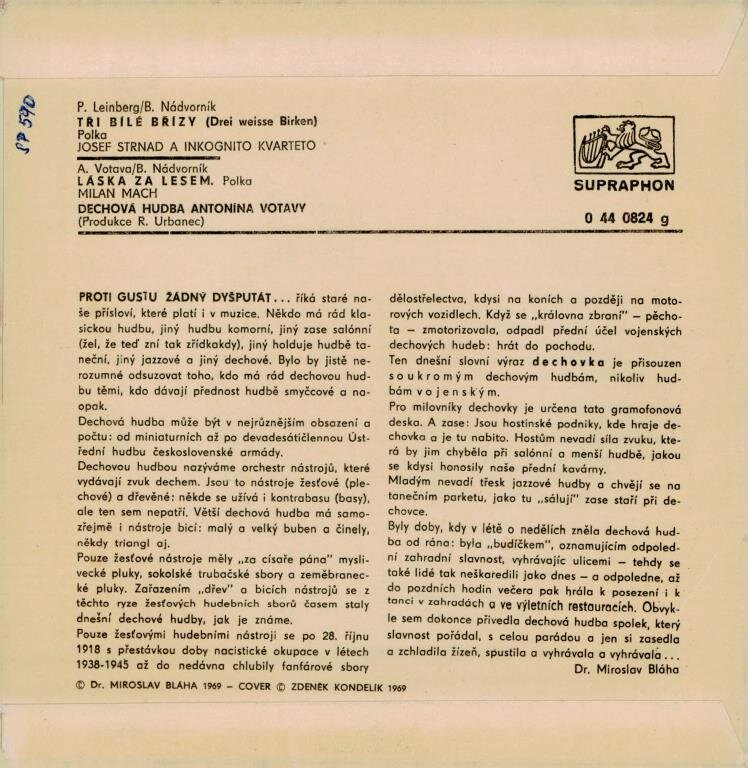 SP 590
P. Leinberg/B. Nádvorník
TŘI BÍLÉ BŘÍZY (Drei weisse Birken)
Polka
JOSEF STRNAD A INKOGNITO KVARTETO
A. Votava/B. Nádvorník
LÁSKA ZA LESEM. Polka
MILAN MACH
DECHOVÁ HUDBA ANTONÍNA VOTAVY
(Produkce R. Urbanec)
SUPRAPHON
0 44 0824 g
PROTI GUSTU ŽÁDNÝ DYŠPUTÁT... říká staré na-
še přísloví, které platí i v muzice. Někdo má rád kla-
sickou hudbu, jiný hudbu komorní, jiný zase salónní
(žel, že teď zní tak zřídkakdy), jiný holduje hudbě ta-
neční, jiný jazzové a jiný dechové. Bylo by jistě ne-
rozumné odsuzovat toho, kdo má rád dechovou hud-
bu těmi, kdo dávají přednost hudbě smyčcové a na-
opak.
Dechová hudba může být v nejrůznějším obsazení a
počtu: od miniaturních až po devadesátičlennou Úst-
řední hudbu československé armády.
Dechovou hudbou nazýváme orchestr nástrojů, které
vydávají zvuk dechem. Jsou to nástroje žesťové (ple-
chové) a dřevěné: někde se užívá i kontrabasu (basy),
ale ten sem nepatří. Větší dechová hudba má samo-
zřejmě i nástroje bicí: malý a velký buben a činely,
někdy triangl aj.
Pouze žesťové nástroje měly „za císaře pána" mysli-
vecké pluky, sokolské trubačské sbory a zeměbranec-
ké pluky. Zařazením „dřev" a bicích nástrojů se z
těchto ryze žesťových hudebních sborů časem staly
dnešní dechové hudby, jak je známe.
Pouze žesťovými hudebními nástroji se po 28. říjnu
1918 s přestávkou doby nacistické okupace v létech
1938-1945 až do nedávna chlubily fanfárové sbory
dělostřelectva, kdysi na koních a později na moto-
rových vozidlech. Když se „královna zbraní" – pěcho-
ta – zmotorizovala, odpadl přední účel vojenských
dechových hudeb: hrát do pochodu.
Ten dnešní slovní výraz dechovka je přisouzen
soukromým dechovým hudbám, nikoliv hud-
bám vojenským.
Pro milovníky dechovky je určena tato gramofonová
deska. A zase: Jsou hostinské podniky, kde hraje de-
chovka a je tu nabito. Hostům nevadí síla zvuku, kte-
rá by jim chyběla při salónní a menší hudbě, jakou
se kdysi honosily naše přední kavárny.
Mladým nevadí třesk jazzové hudby a chvějí se na
tanečním parketu, jako tu „sálují" zase staří při de-
chovce.
Byly doby, kdy v létě o nedělích zněla dechová hud-
ba od rána: byla „budíčkem", oznamujícím odpoled-
ní zahradní slavnost, vyhrávajíc ulicemi – tehdy se
také lidé tak neškaredili jako dnes – a odpoledne, až
do pozdních hodin večera pak hrála k posezení i k
tanci v zahradách a ve výletních restauracích. Obvyk-
le sem dokonce přivedla dechová hudba spolek, který
slavnost pořádal, s celou parádou a jen si zasedla
a zchladila žízeň, spustila a vyhrávala a vyhrávala...
Dr. Miroslav Bláha
© Dr. MIROSLAV BLÁHA 1969 – COVER © ZDENĚK KONDELÍK 1969